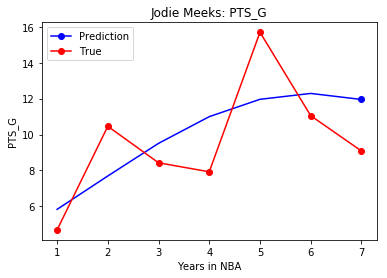 Jodie Meeks: PTS_G
Prediction
True
16
14
12
10
8
6
PTS_G
1 2 3 4 5 6 7
Years in NBA